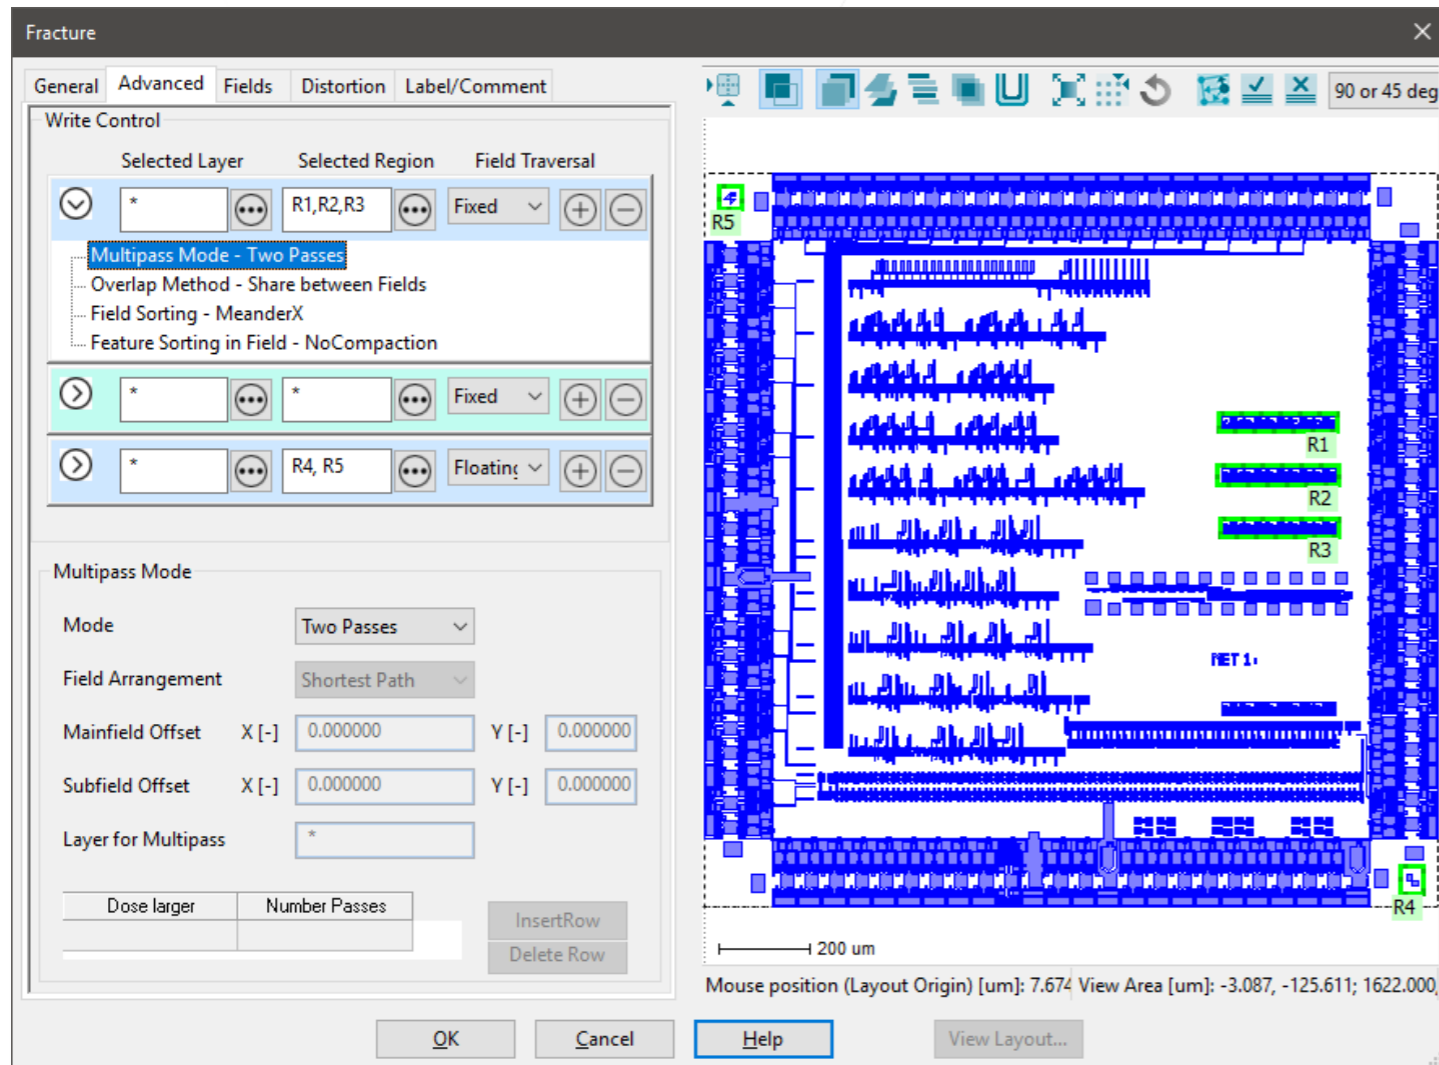 Fracture
General Advanced Fields Distortion Label/Comment
90 or 45 deg
Write Control
Selected Layer Selected Region Field Traversal
* R1,R2,R3 Fixed
Multipass Mode - Two Passes
Overlap Method - Share between Fields
Field Sorting - MeanderX
Feature Sorting in Field - NoCompaction
* * Fixed
* R4, R5 Floating
Multipass Mode
Mode Two Passes
Field Arrangement Shortest Path
Mainfield Offset X [-] 0.000000 Y [-] 0.000000
Subfield Offset X [-] 0.000000 Y [-] 0.000000
Layer for Multipass *
Dose larger Number Passes
InsertRow
Delete Row
R5
R1
R2
R3
MET 1:
R4
200 um
Mouse position (Layout Origin) [um]: 7.674 View Area [um]: -3.087, -125.611; 1622.000,
OK Cancel Help View Layout...